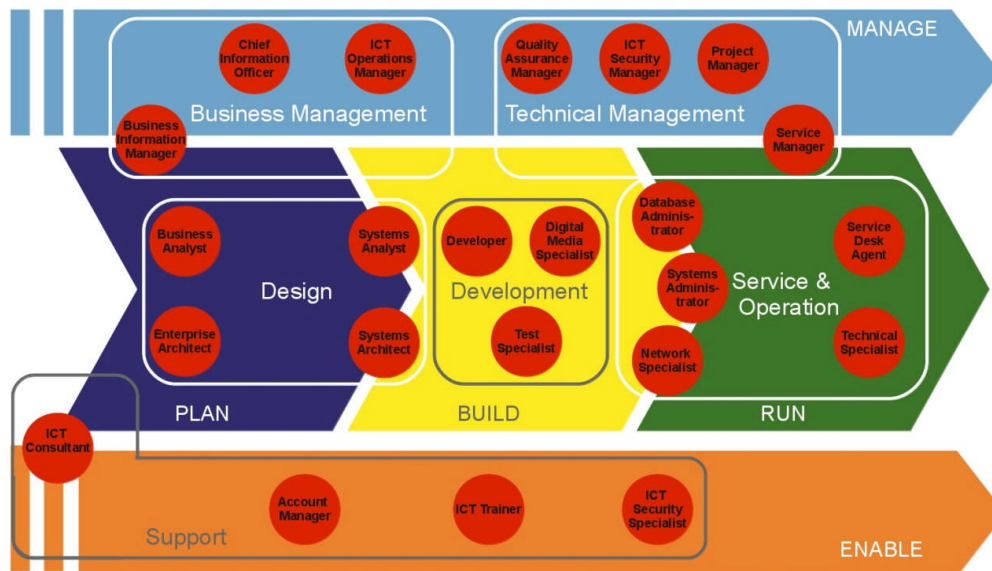 MANAGE
Chief
Information
Officer
ICT
Operations
Manager
Quality
Assurance
Manager
ICT
Security
Manager
Project
Manager
Business Management
Technical Management
Business
Information
Manager
Service
Manager
Business
Analyst
Systems
Analyst
Developer
Digital
Media
Specialist
Database
Adminis-
trator
Service
Desk
Agent
Design
Development
Systems
Adminis-
trator
Service &
Operation
Enterprise
Architect
Systems
Architect
Test
Specialist
Network
Specialist
Technical
Specialist
PLAN
BUILD
RUN
ICT
Consultant
Account
Manager
ICT Trainer
ICT
Security
Specialist
Support
ENABLE